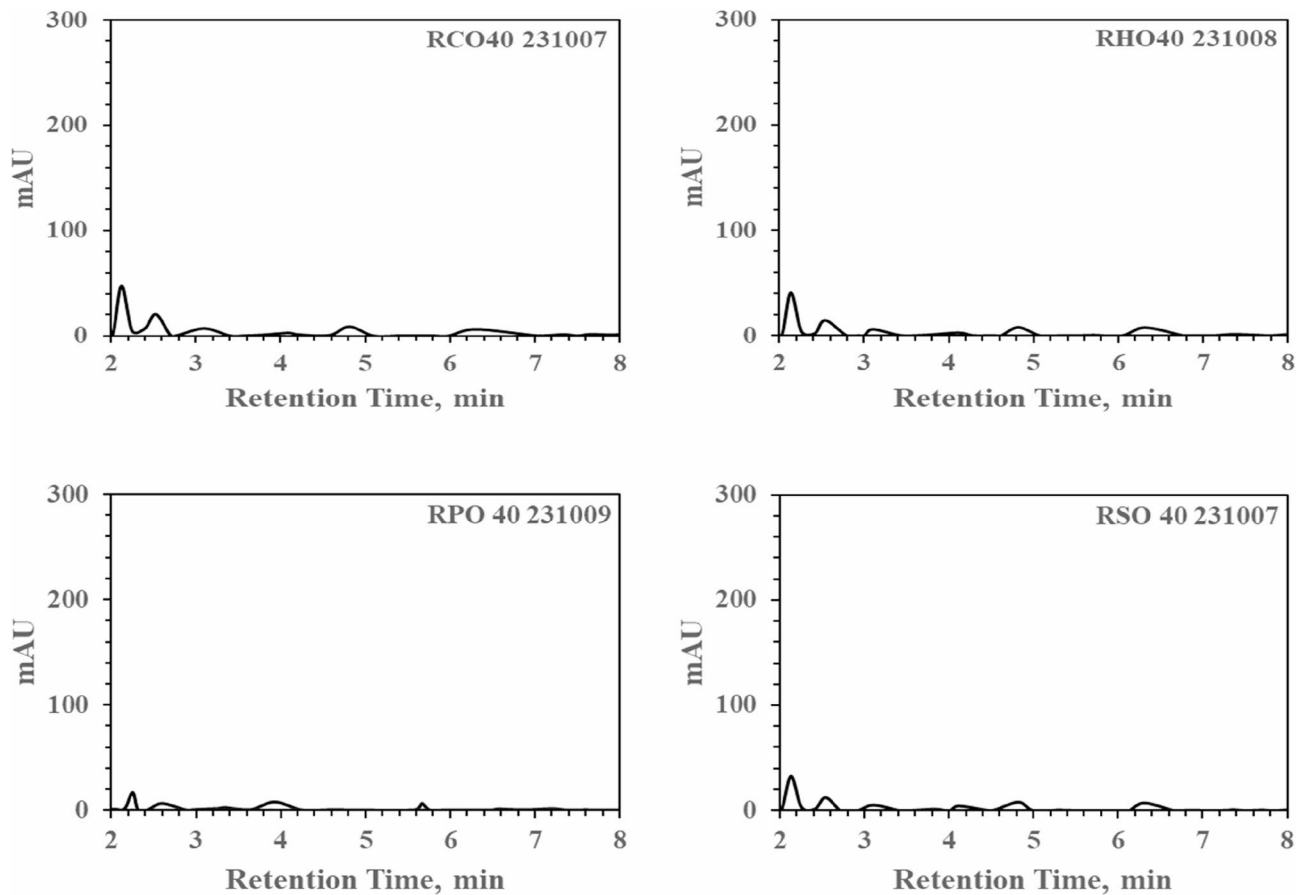 300
RCO40 231007
200
mAU
100
0
2 3 4 5 6 7 8
Retention Time, min
300
RHO40 231008
200
mAU
100
0
2 3 4 5 6 7 8
Retention Time, min
300
RPO 40 231009
200
mAU
100
0
2 3 4 5 6 7 8
Retention Time, min
300
RSO 40 231007
200
mAU
100
0
2 3 4 5 6 7 8
Retention Time, min